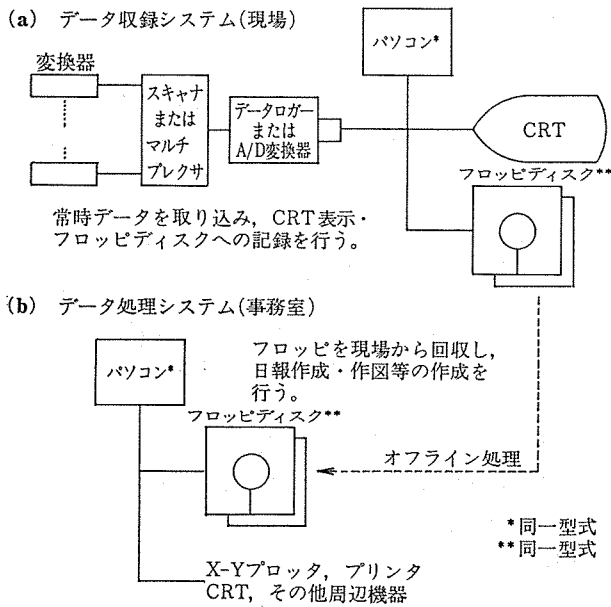 (a) データ収録システム(現場)
パソコン*
変換器
スキャナ
または
マルチ
プレクサ
データロガー
または
A/D変換器
CRT
フロッピディスク**
常時データを取り込み，CRT表示・
フロッピディスクへの記録を行う。
(b) データ処理システム(事務室)
パソコン*
フロッピを現場から回収し，
日報作成・作図等の作成を
行う。
フロッピディスク**
オフライン処理
*同一型式
**同一型式
X-Yプロッタ，プリンタ
CRT，その他周辺機器